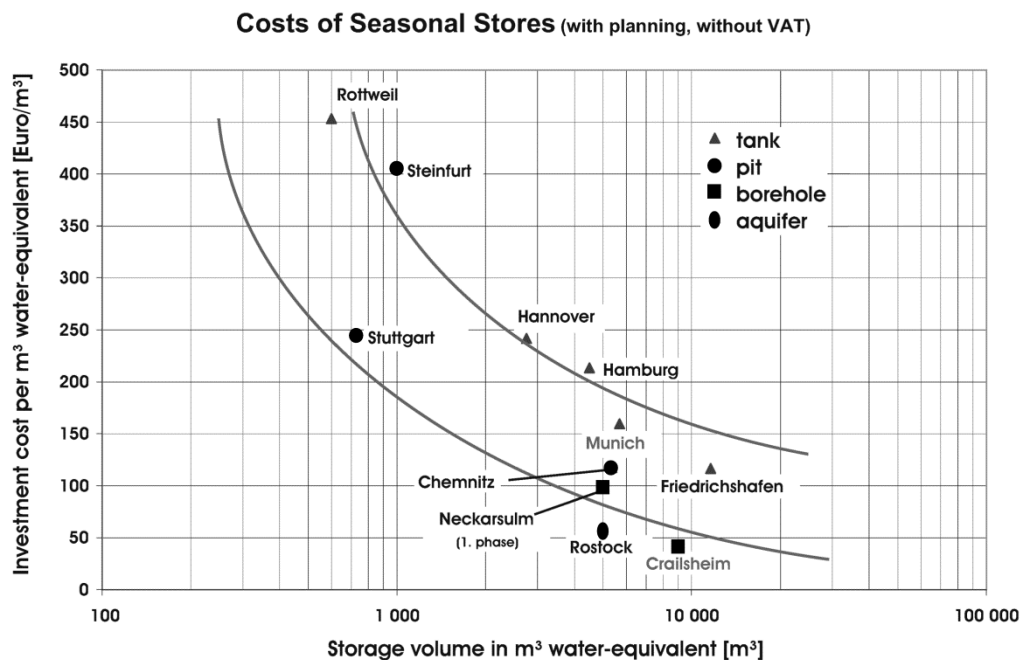 Costs of Seasonal Stores (with planning, without VAT)
Investment cost per m³ water-equivalent [Euro/m³]
500
450
400
350
300
250
200
150
100
50
0
Rottweil
Steinfurt
Stuttgart
Hannover
Hamburg
Munich
Chemnitz
Friedrichshafen
Neckarsulm
(1. phase)
Rostock
Crailsheim
tank
pit
borehole
aquifer
100
1 000
10 000
100 000
Storage volume in m³ water-equivalent [m³]